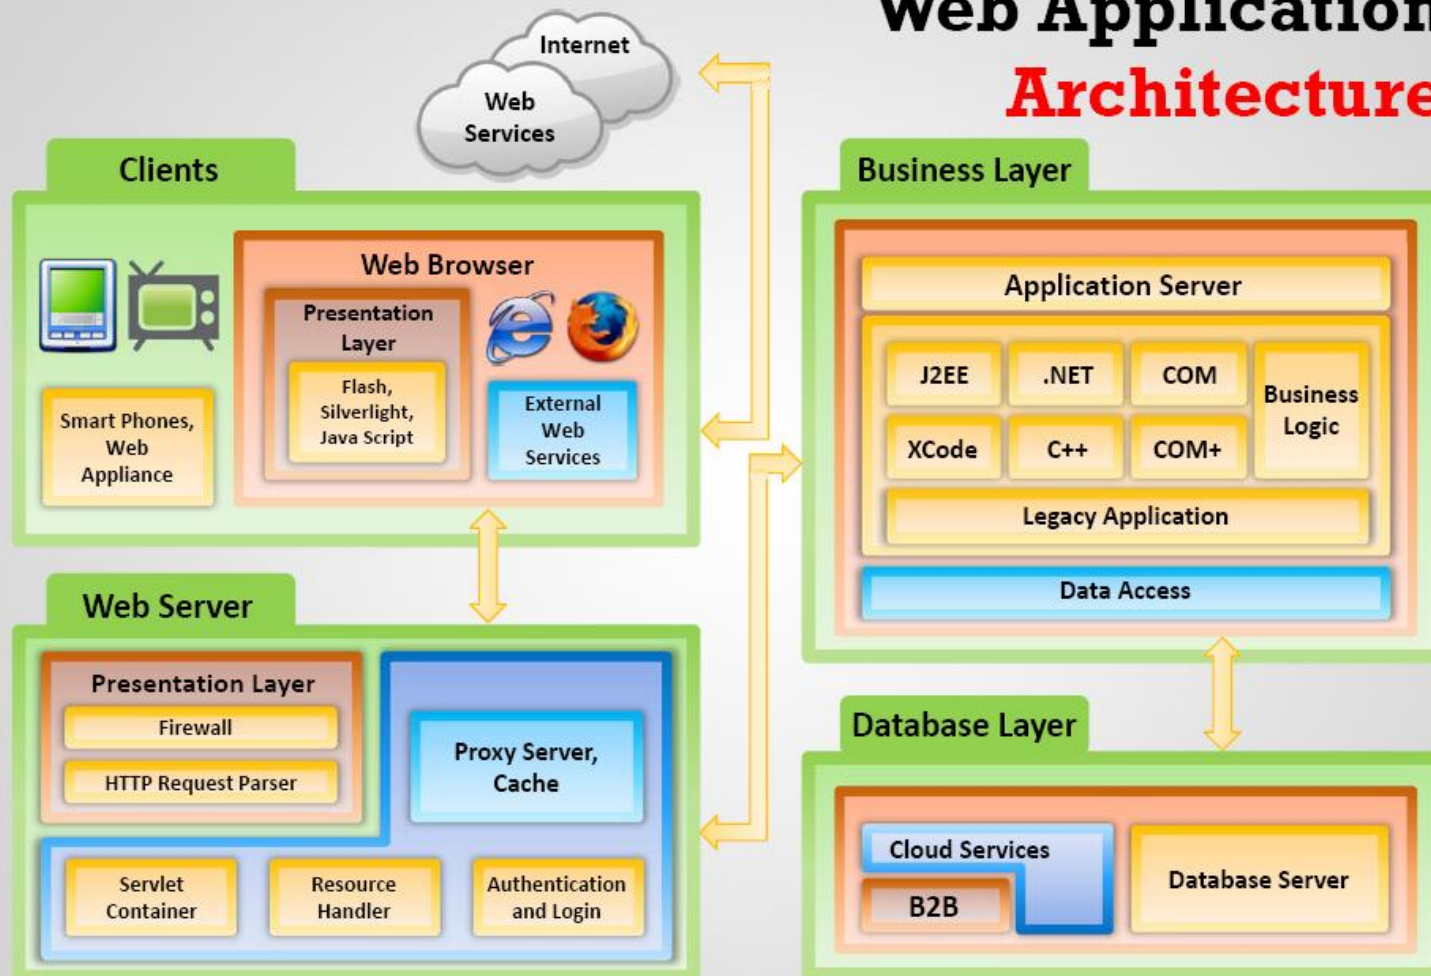 Web Application
Architecture
Internet
Web
Services
Clients
Web Browser
Presentation
Layer
Flash,
Silverlight,
Java Script
External
Web
Services
Smart Phones,
Web
Appliance
Business Layer
Application Server
J2EE
.NET
COM
Business
Logic
XCode
C++
COM+
Legacy Application
Data Access
Web Server
Presentation Layer
Firewall
HTTP Request Parser
Proxy Server,
Cache
Servlet
Container
Resource
Handler
Authentication
and Login
Database Layer
Cloud Services
B2B
Database Server